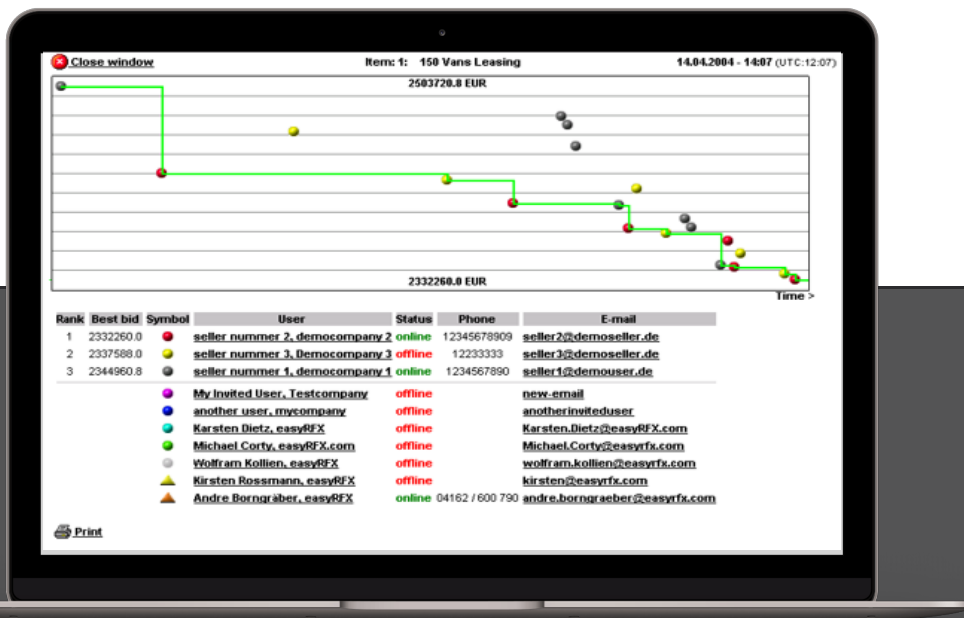 Close window Item: 1: 150 Vans Leasing 14.04.2004 - 14:07 (UTC:12:07)
2503720.8 EUR
2332260.0 EUR
Time >
Rank Best bid Symbol User Status Phone E-mail
1 2332260.0 seller nummer 2, democompany 2 online 12345678909 seller2@demoseller.de
2 2337588.0 seller nummer 3, Democompany 3 offline 12233333 seller3@demoseller.de
3 2344960.8 seller nummer 1, democompany 1 online 1234567890 seller1@demouser.de
My Invited User, Testcompany offline new-email
another user, mycompany offline anotherinviteduser
Karsten Dietz, easyRFX offline Karsten.Dietz@easyRFX.com
Michael Corty, easyRFX.com offline Michael.Corty@easyrfx.com
Wolfram Kollien, easyRFX offline wolfram.kollien@easyrfx.com
Kirsten Rossmann, easyRFX offline kirsten@easyrfx.com
Andre Borngräber, easyRFX online 04162 / 600 790 andre.borngraeber@easyrfx.com
Print